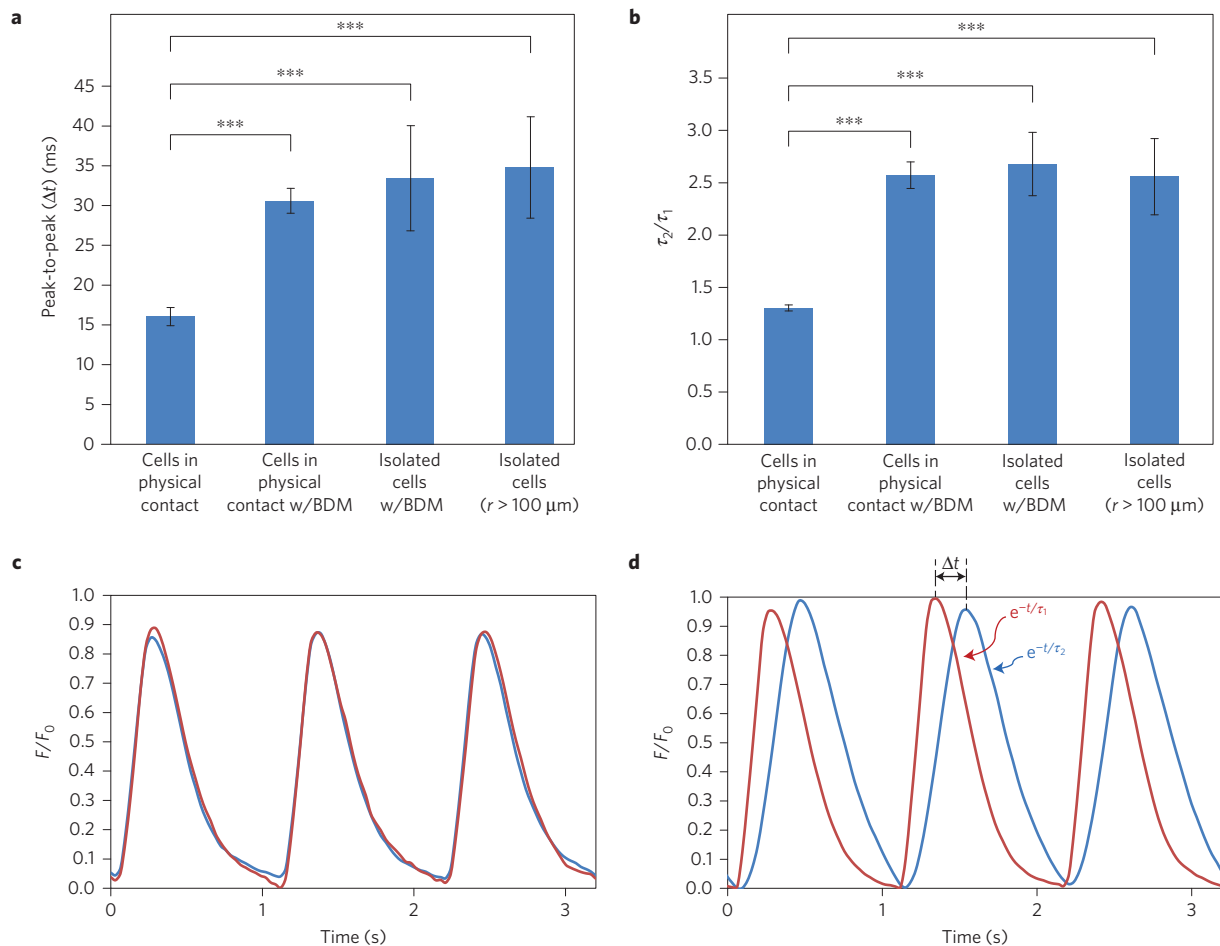 a
***
***
***
45
40
35
30
25
20
15
10
5
0
Peak-to-peak (Δt) (ms)
Cells in
physical
contact
Cells in
physical
contact w/BDM
Isolated
cells
w/BDM
Isolated
cells
(r > 100 μm)
b
***
***
***
3.5
3.0
2.5
2.0
1.5
1.0
0.5
0.0
τ2/τ1
Cells in
physical
contact
Cells in
physical
contact w/BDM
Isolated
cells
w/BDM
Isolated
cells
(r > 100 μm)
c
1.0
0.9
0.8
0.7
0.6
0.5
0.4
0.3
0.2
0.1
0.0
F/F0
0 1 2 3
Time (s)
d
Δt
1.0
0.9
0.8
0.7
0.6
0.5
0.4
0.3
0.2
0.1
0.0
F/F0
e−t/τ1
e−t/τ2
0 1 2 3
Time (s)